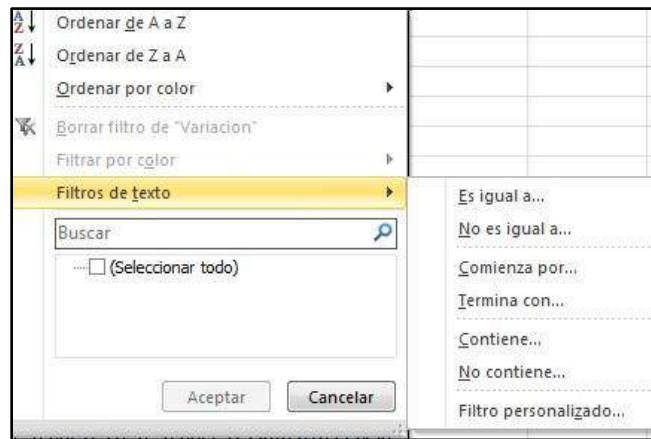 Ordenar de A a Z
Ordenar de Z a A
Ordenar por color
Borrar filtro de "Variacion"
Filtrar por color
Filtros de texto
Buscar
(Seleccionar todo)
Aceptar
Cancelar
Es igual a...
No es igual a...
Comienza por...
Termina con...
Contiene...
No contiene...
Filtro personalizado...